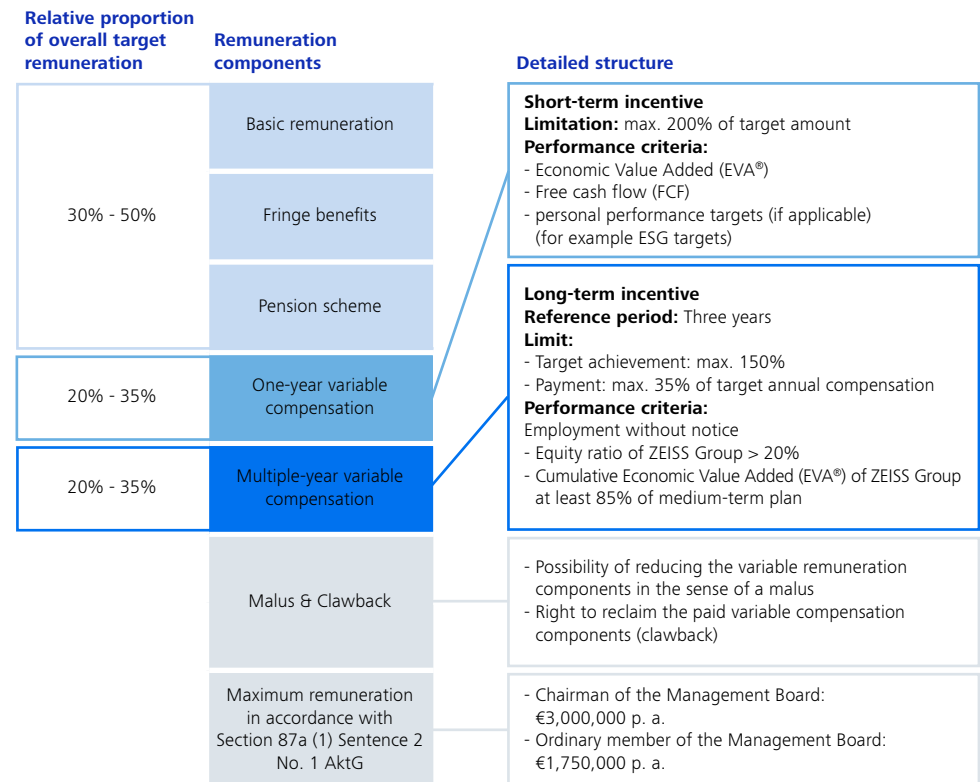 Relative proportion
of overall target
remuneration
Remuneration
components
Detailed structure
30% - 50%
Basic remuneration
Fringe benefits
Pension scheme
20% - 35%
One-year variable
compensation
20% - 35%
Multiple-year variable
compensation
Malus & Clawback
Maximum remuneration
in accordance with
Section 87a (1) Sentence 2
No. 1 AktG
Short-term incentive
Limitation: max. 200% of target amount
Performance criteria:
- Economic Value Added (EVA®)
- Free cash flow (FCF)
- personal performance targets (if applicable)
(for example ESG targets)
Long-term incentive
Reference period: Three years
Limit:
- Target achievement: max. 150%
- Payment: max. 35% of target annual compensation
Performance criteria:
Employment without notice
- Equity ratio of ZEISS Group > 20%
- Cumulative Economic Value Added (EVA®) of ZEISS Group
at least 85% of medium-term plan
- Possibility of reducing the variable remuneration
components in the sense of a malus
- Right to reclaim the paid variable compensation
components (clawback)
- Chairman of the Management Board:
€3,000,000 p. a.
- Ordinary member of the Management Board:
€1,750,000 p. a.